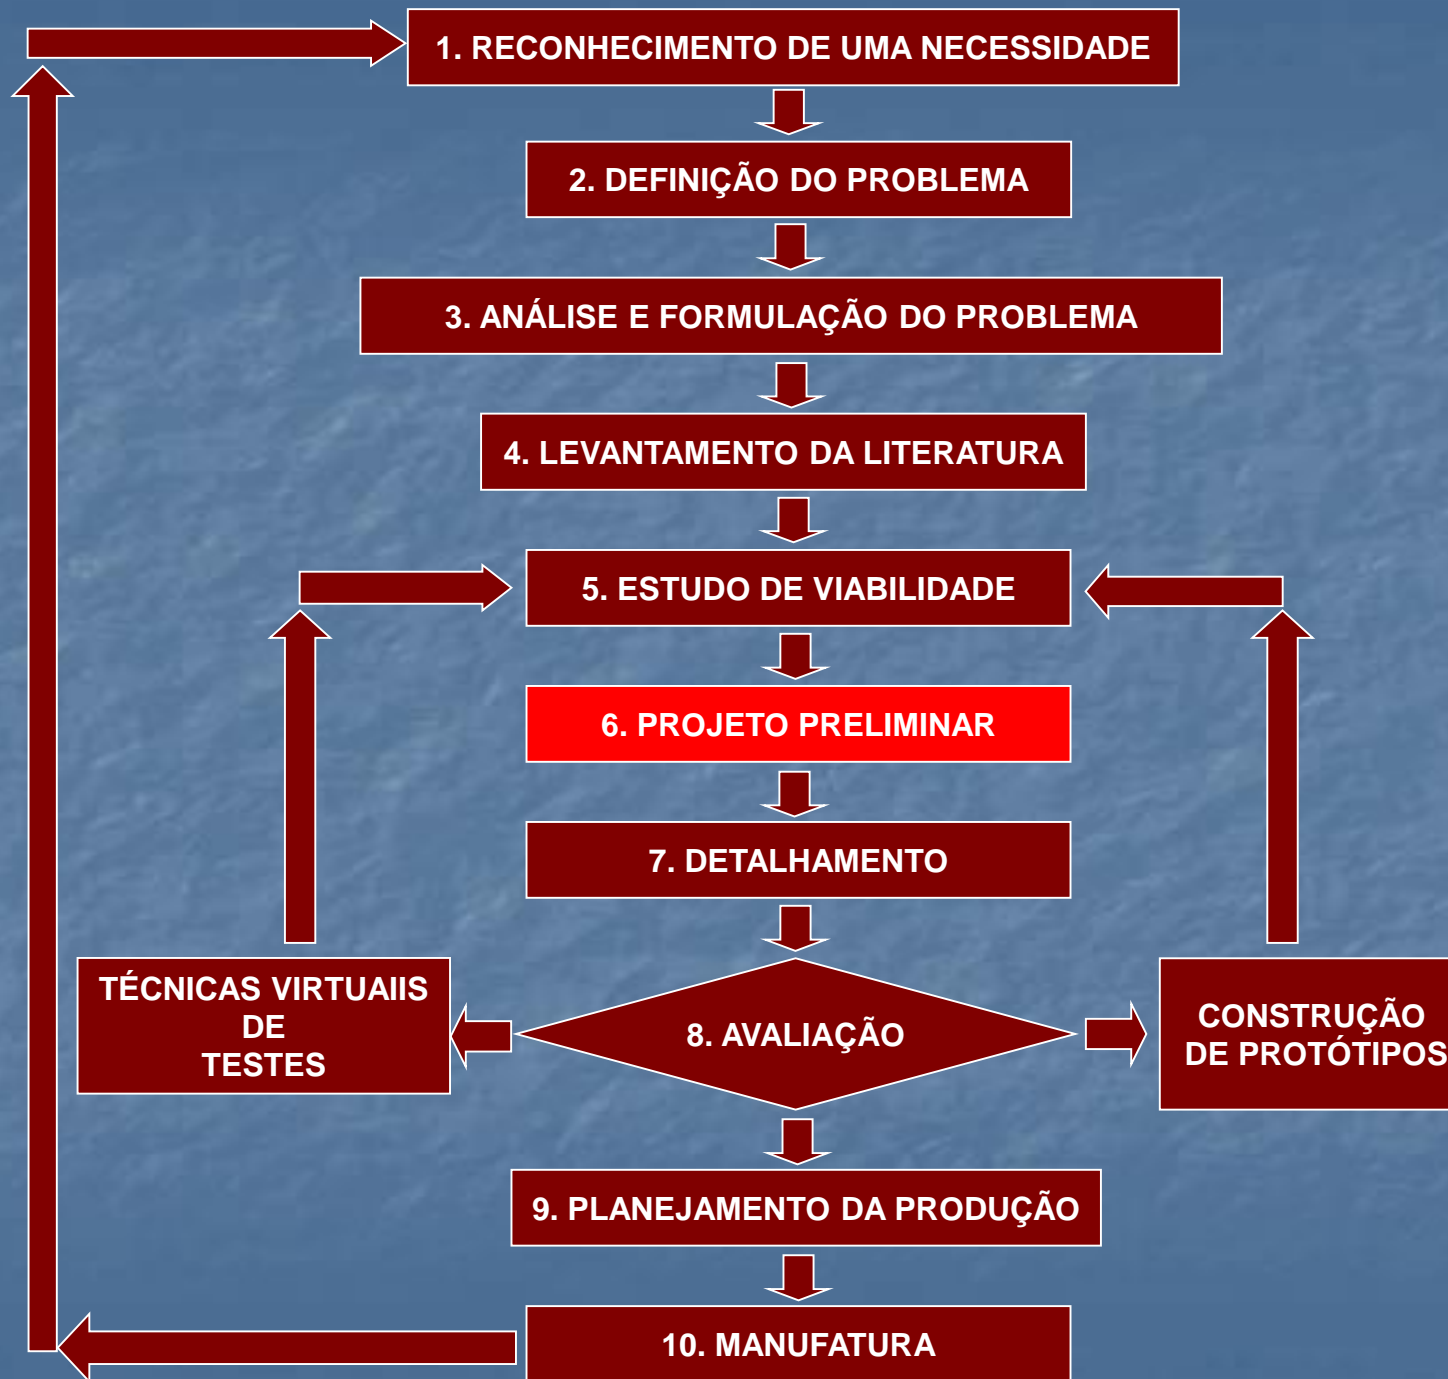 1. RECONHECIMENTO DE UMA NECESSIDADE
2. DEFINIÇÃO DO PROBLEMA
3. ANÁLISE E FORMULAÇÃO DO PROBLEMA
4. LEVANTAMENTO DA LITERATURA
5. ESTUDO DE VIABILIDADE
6. PROJETO PRELIMINAR
7. DETALHAMENTO
TÉCNICAS VIRTUAIIS
DE
TESTES
8. AVALIAÇÃO
CONSTRUÇÃO
DE PROTÓTIPOS
9. PLANEJAMENTO DA PRODUÇÃO
10. MANUFATURA